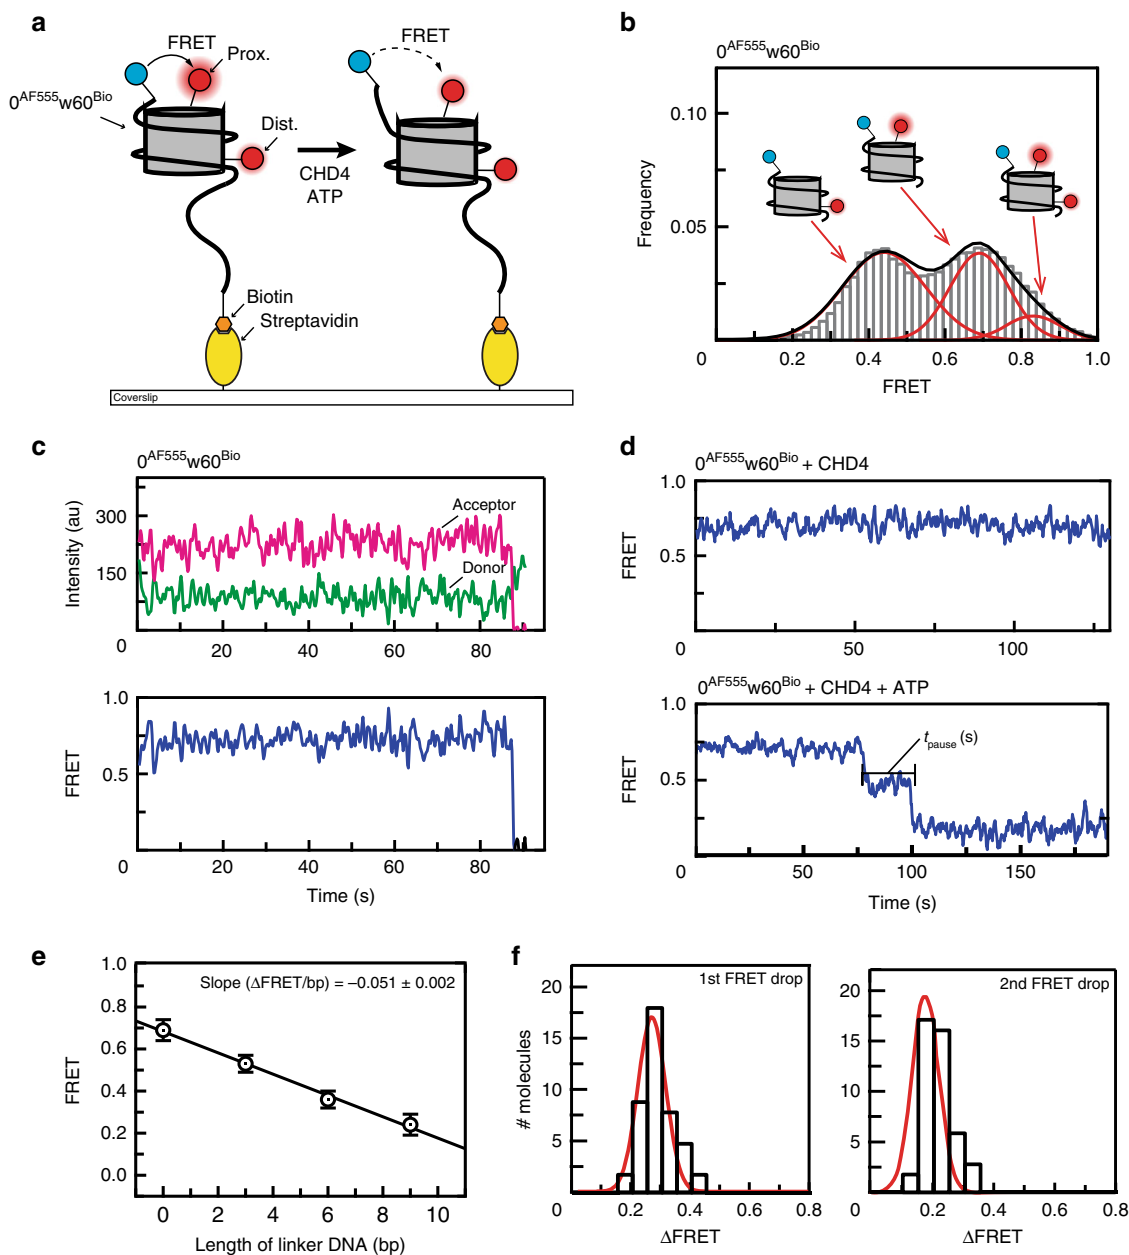 a
FRET
Prox.
0AF555w60Bio
Dist.
CHD4
ATP
FRET
Biotin
Streptavidin
Coverslip
b
0AF555w60Bio
Frequency
0.10
0.05
0
0.2
0.4
0.6
0.8
1.0
FRET
c
0AF555w60Bio
Intensity (au)
300
150
0
Acceptor
Donor
20
40
60
80
FRET
1.0
0.5
0
20
40
60
80
Time (s)
d
0AF555w60Bio + CHD4
FRET
1.0
0.5
0
50
100
0AF555w60Bio + CHD4 + ATP
FRET
1.0
0.5
0
tpause (s)
50
100
150
Time (s)
e
Slope (ΔFRET/bp) = –0.051 ± 0.002
FRET
1.0
0.8
0.6
0.4
0.2
0.0
0
2
4
6
8
10
Length of linker DNA (bp)
f
1st FRET drop
# molecules
20
15
10
5
0
0.2
0.4
0.6
0.8
ΔFRET
2nd FRET drop
20
15
10
5
0
0.2
0.4
0.6
0.8
ΔFRET